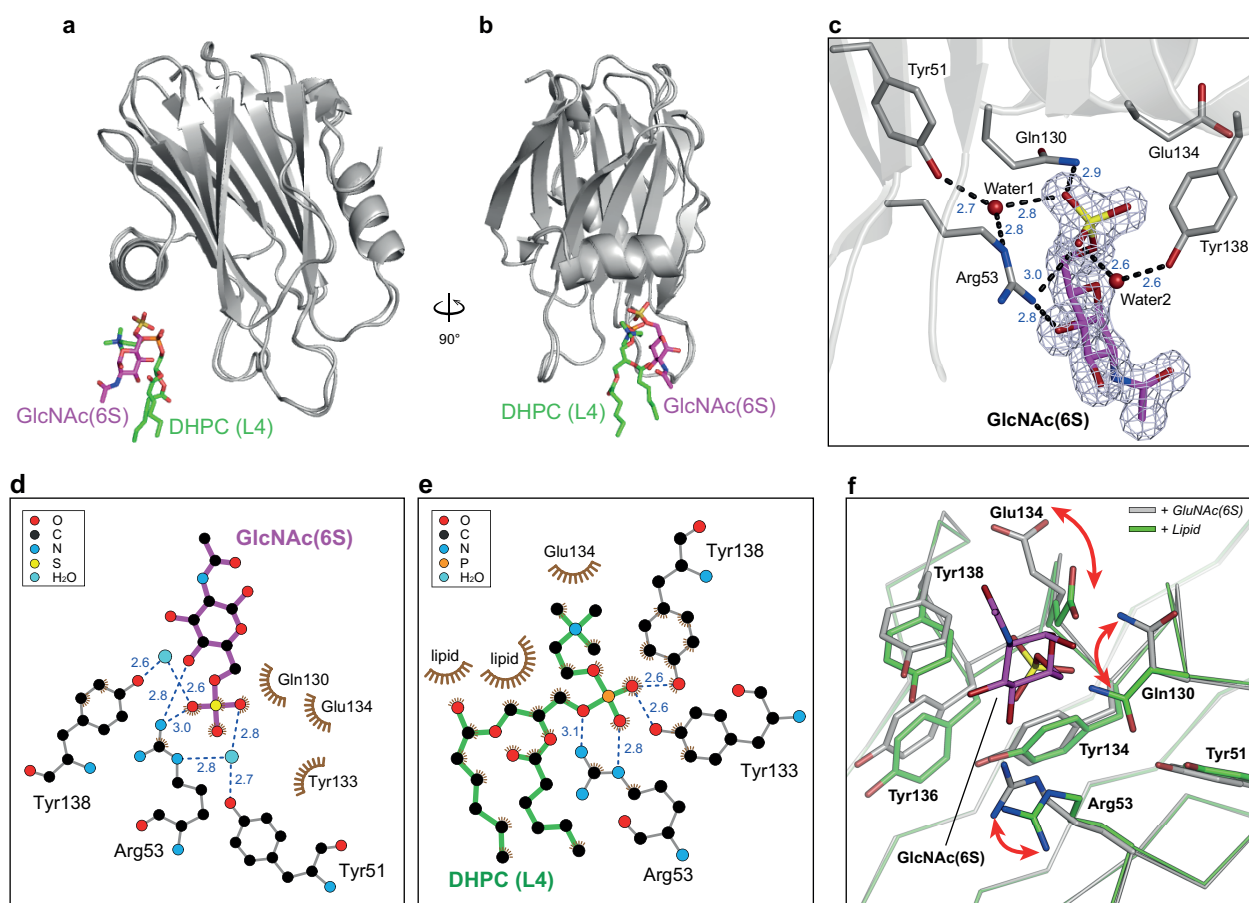 a
GlcNAc(6S)
DHPC (L4)
90°
b
DHPC (L4)
GlcNAc(6S)
c
Tyr51
Gln130
Glu134
2.9
Water1
2.7
2.8
2.8
Tyr138
Arg53
3.0
2.6
2.6
Water2
2.8
GlcNAc(6S)
d
O
C
N
S
H₂O
GlcNAc(6S)
2.6
2.8
2.6
3.0
Gln130
Glu134
2.8
2.8
2.7
Tyr133
Tyr138
Arg53
Tyr51
e
O
C
N
P
H₂O
Glu134
Tyr138
lipid
lipid
2.6
2.6
3.1
2.8
Tyr133
DHPC (L4)
Arg53
f
Glu134
+ GluNAc(6S)
+ Lipid
Tyr138
Gln130
Tyr134
Tyr51
Tyr136
Arg53
GlcNAc(6S)